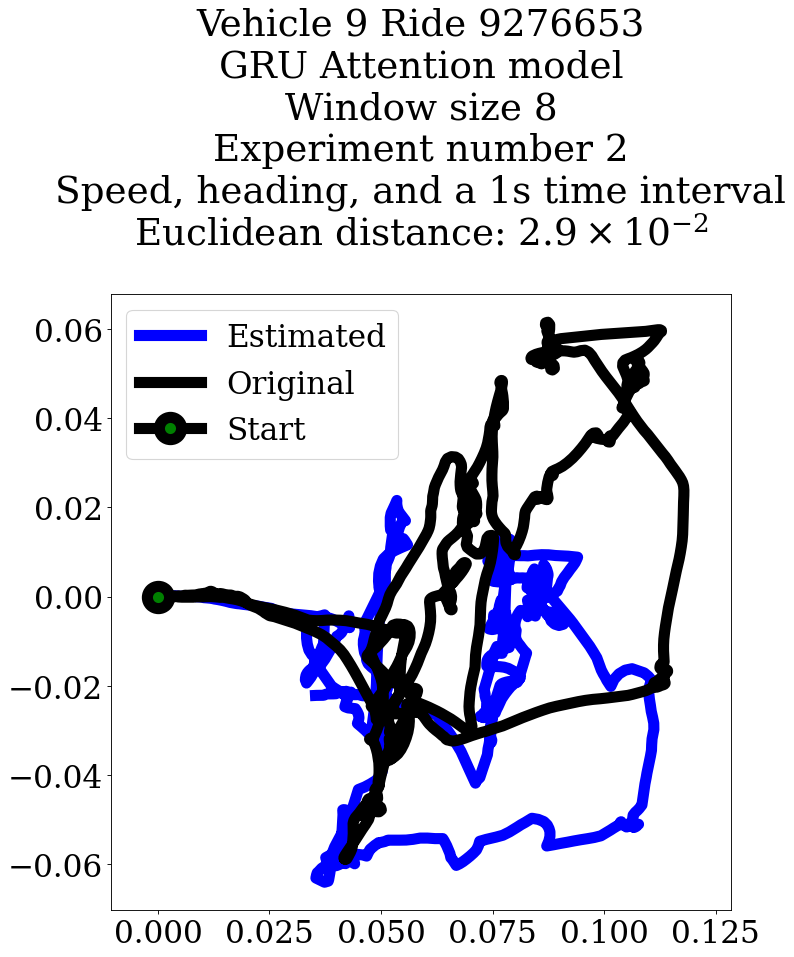 Vehicle 9 Ride 9276653
GRU Attention model
Window size 8
Experiment number 2
Speed, heading, and a 1s time interval
Euclidean distance: 2.9 × 10⁻²
Estimated
Original
Start
0.06
0.04
0.02
0.00
−0.02
−0.04
−0.06
0.000 0.025 0.050 0.075 0.100 0.125